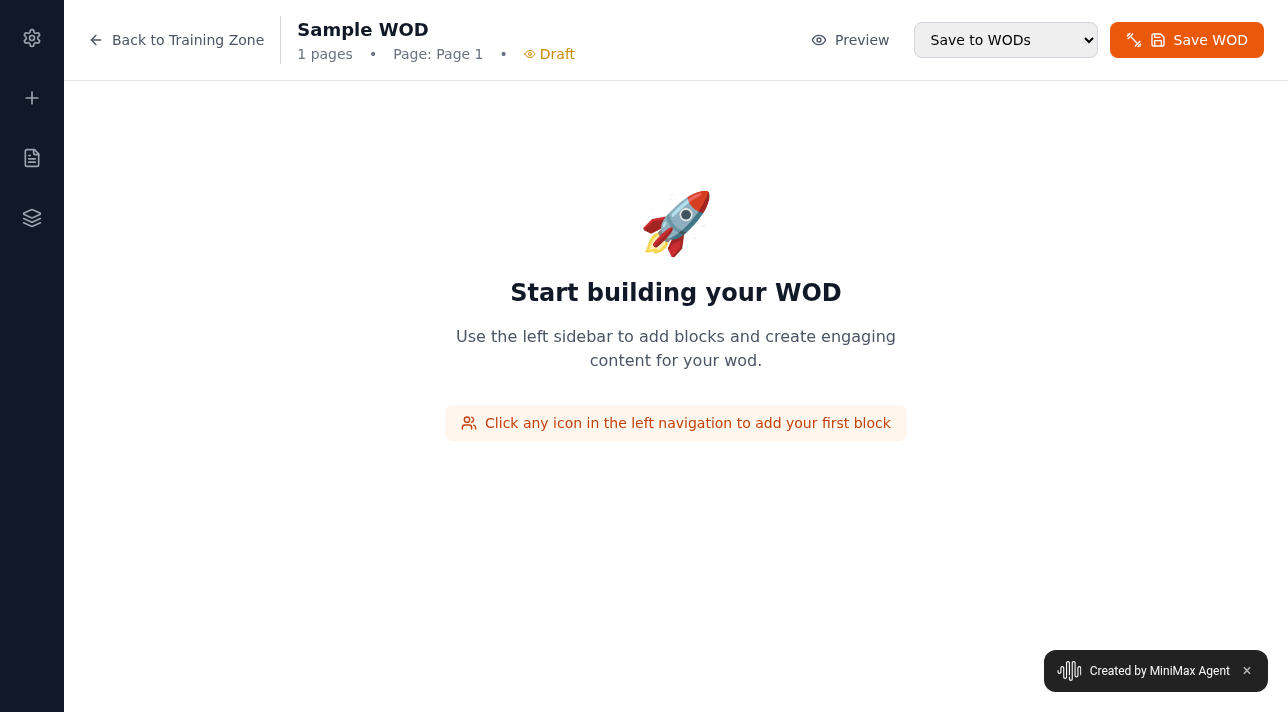 Back to Training Zone
Sample WOD
1 pages • Page: Page 1 • Draft
Preview
Save to WODs
Save WOD
Start building your WOD
Use the left sidebar to add blocks and create engaging
content for your wod.
Click any icon in the left navigation to add your first block
Created by MiniMax Agent ×